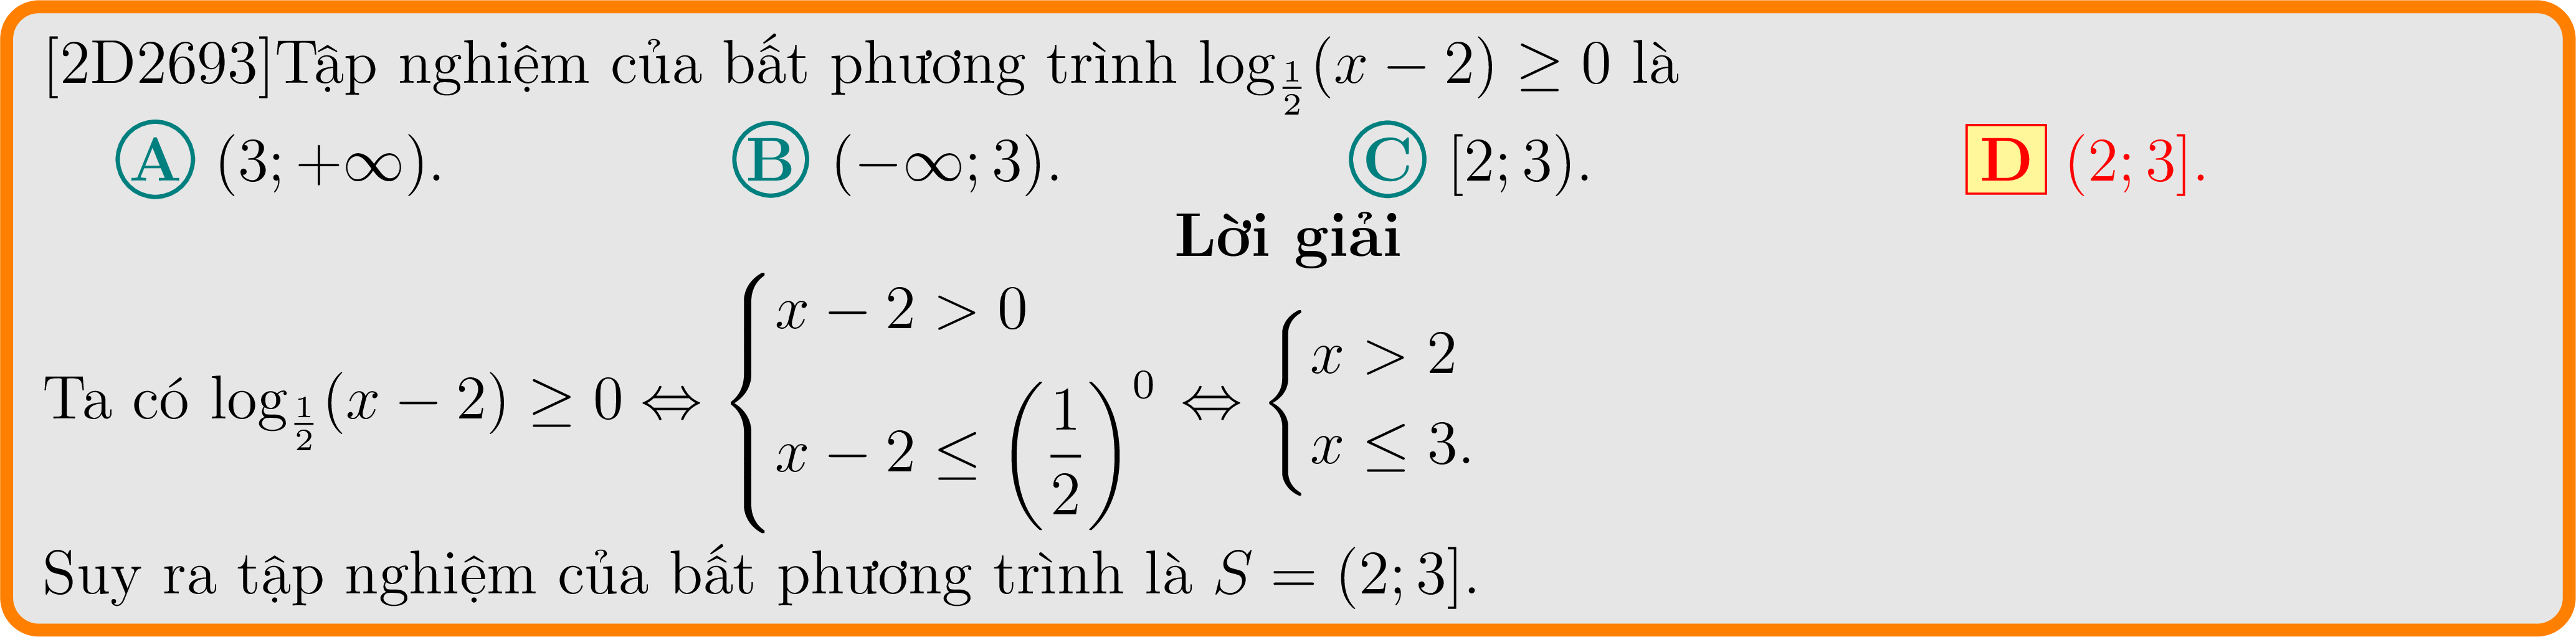 [2D2693]Tập nghiệm của bất phương trình $\log_{\frac{1}{2}}(x-2) \geq 0$ là
A $(3;+\infty)$. B $(-\infty;3)$. C $[2;3)$. D $(2;3]$.
Lời giải
Ta có $\log_{\frac{1}{2}}(x-2) \geq 0 \Leftrightarrow \begin{cases} x-2>0 \\ x-2 \leq \left(\dfrac{1}{2}\right)^0 \end{cases} \Leftrightarrow \begin{cases} x>2 \\ x \leq 3. \end{cases}$
Suy ra tập nghiệm của bất phương trình là $S = (2;3]$.